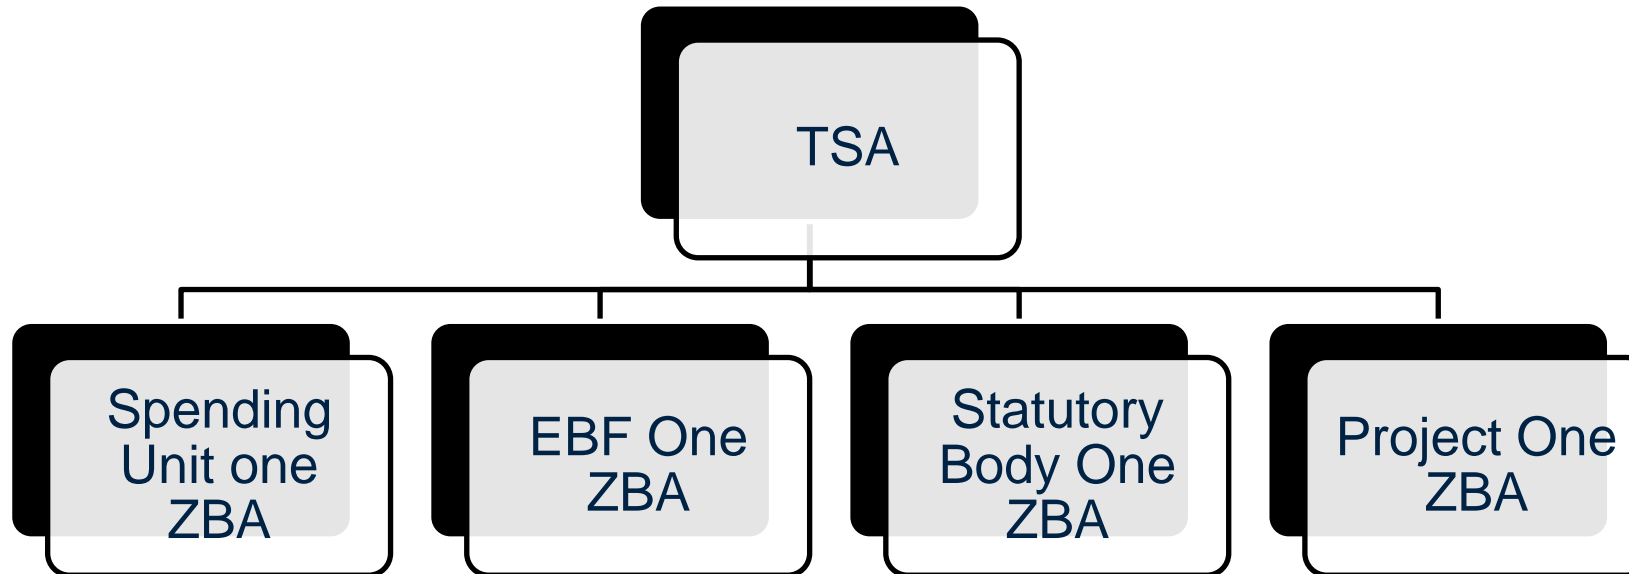 TSA
Spending
Unit one
ZBA
EBF One
ZBA
Statutory
Body One
ZBA
Project One
ZBA